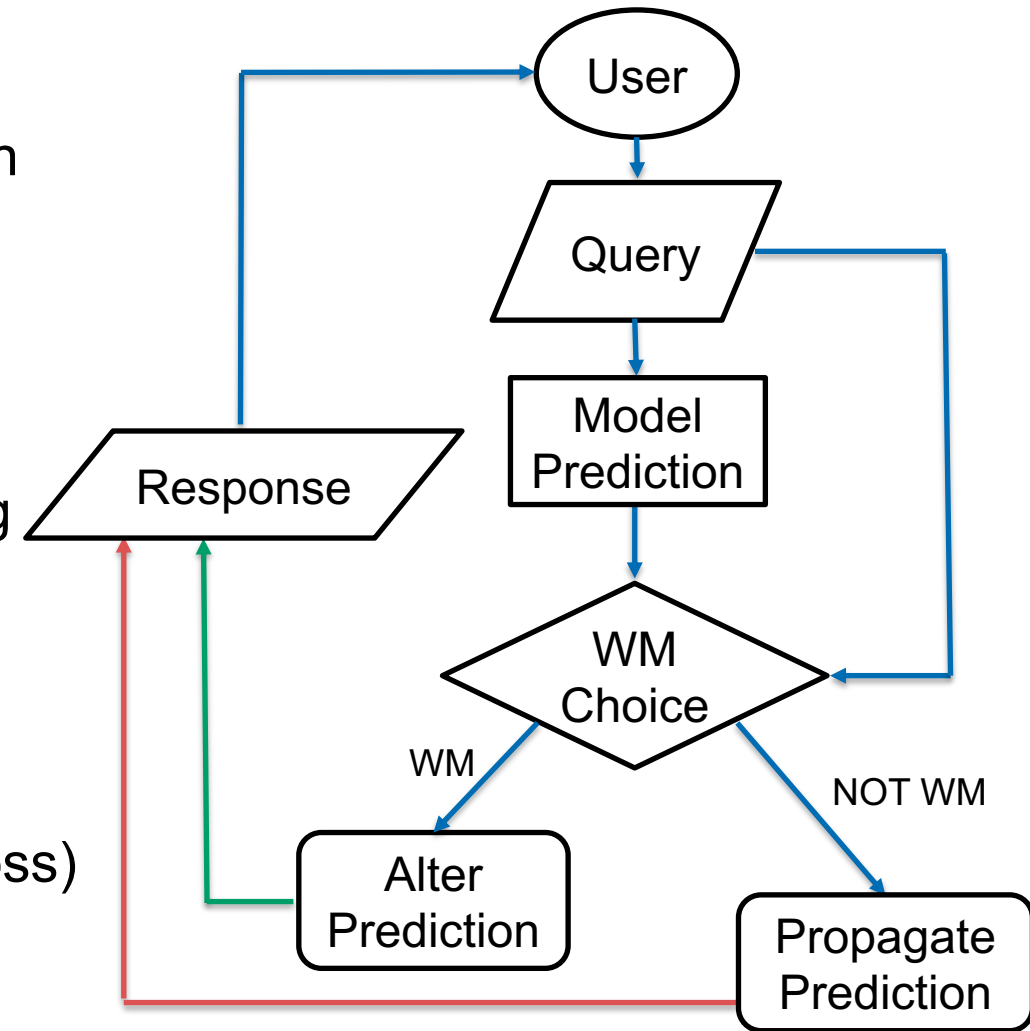 User
Query
Model
Prediction
Response
WM
Choice
WM
NOT WM
Alter
Prediction
Propagate
Prediction